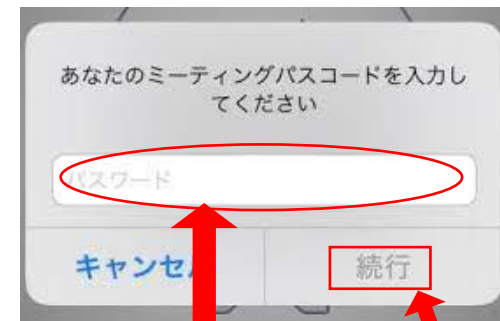 あなたのミーティングパスコードを入力し
てください
パスワード
キャンセル
続行